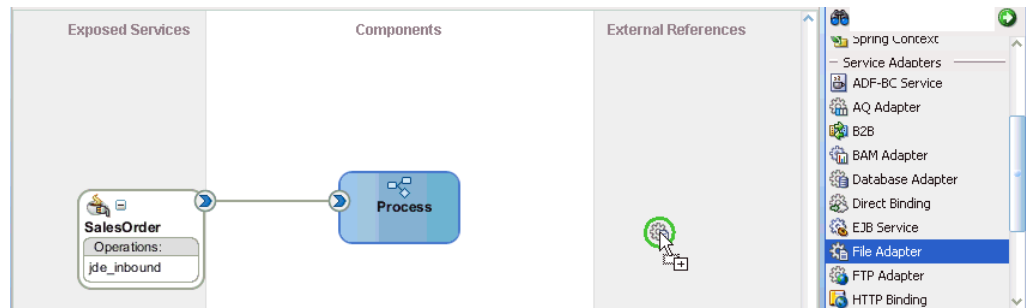 Exposed Services
Components
External References
SalesOrder
Operations:
jde_inbound
Process
Spring Context
Service Adapters
ADF-BC Service
AQ Adapter
B2B
BAM Adapter
Database Adapter
Direct Binding
EJB Service
File Adapter
FTP Adapter
HTTP Binding